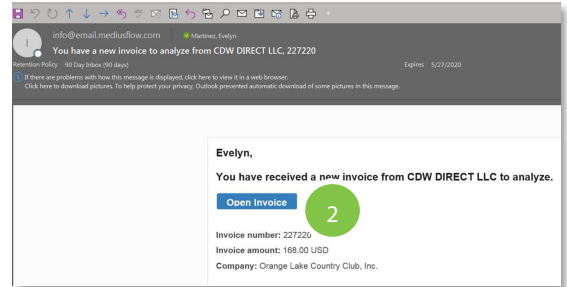 info@email.mediusflow.com Martinez, Evelyn
I
You have a new invoice to analyze from CDW DIRECT LLC, 227220
Retention Policy 90 Day Inbox (90 days) Expires 5/27/2020
If there are problems with how this message is displayed, click here to view it in a web browser.
Click here to download pictures. To help protect your privacy, Outlook prevented automatic download of some pictures in this message.
Evelyn,
You have received a new invoice from CDW DIRECT LLC to analyze.
Open Invoice
2
Invoice number: 227220
Invoice amount: 168.00 USD
Company: Orange Lake Country Club, Inc.